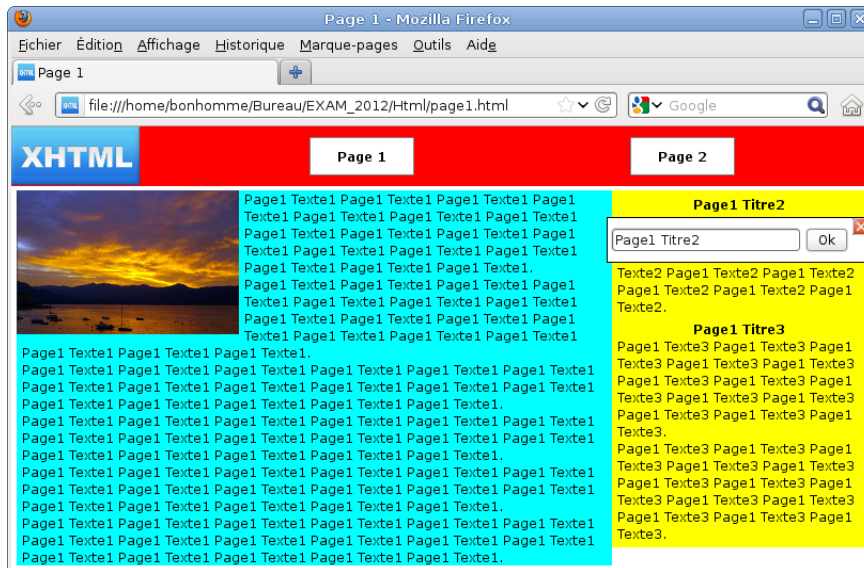 Page 1 - Mozilla Firefox
Fichier Édition Affichage Historique Marque-pages Outils Aide
XHTML Page 1
file:///home/bonhomme/Bureau/EXAM_2012/Html/page1.html
Google
XHTML
Page 1
Page 2
Page1 Texte1 Page1 Texte1 Page1 Texte1 Page1
Texte1 Page1 Texte1 Page1 Texte1 Page1 Texte1
Page1 Texte1 Page1 Texte1 Page1 Texte1 Page1
Texte1 Page1 Texte1 Page1 Texte1 Page1 Texte1
Page1 Texte1 Page1 Texte1 Page1 Texte1.
Page1 Texte1 Page1 Texte1 Page1 Texte1 Page1
Texte1 Page1 Texte1 Page1 Texte1 Page1 Texte1
Page1 Texte1 Page1 Texte1 Page1 Texte1 Page1
Texte1 Page1 Texte1 Page1 Texte1 Page1 Texte1
Page1 Texte1 Page1 Texte1 Page1 Texte1.
Page1 Texte1 Page1 Texte1 Page1 Texte1 Page1 Texte1 Page1 Texte1 Page1 Texte1
Page1 Texte1 Page1 Texte1 Page1 Texte1 Page1 Texte1 Page1 Texte1 Page1 Texte1
Page1 Texte1 Page1 Texte1 Page1 Texte1 Page1 Texte1 Page1 Texte1.
Page1 Texte1 Page1 Texte1 Page1 Texte1 Page1 Texte1 Page1 Texte1 Page1 Texte1
Page1 Texte1 Page1 Texte1 Page1 Texte1 Page1 Texte1 Page1 Texte1 Page1 Texte1
Page1 Texte1 Page1 Texte1 Page1 Texte1 Page1 Texte1 Page1 Texte1.
Page1 Texte1 Page1 Texte1 Page1 Texte1 Page1 Texte1 Page1 Texte1 Page1 Texte1
Page1 Texte1 Page1 Texte1 Page1 Texte1 Page1 Texte1 Page1 Texte1 Page1 Texte1
Page1 Texte1 Page1 Texte1 Page1 Texte1 Page1 Texte1 Page1 Texte1.
Page1 Texte1 Page1 Texte1 Page1 Texte1 Page1 Texte1 Page1 Texte1 Page1 Texte1
Page1 Texte1 Page1 Texte1 Page1 Texte1 Page1 Texte1 Page1 Texte1 Page1 Texte1
Page1 Texte1 Page1 Texte1 Page1 Texte1 Page1 Texte1 Page1 Texte1.
Page1 Titre2
Page1 Titre2 Ok
Texte2 Page1 Texte2 Page1 Texte2
Page1 Texte2 Page1 Texte2 Page1
Texte2.
Page1 Titre3
Page1 Texte3 Page1 Texte3 Page1
Texte3 Page1 Texte3 Page1 Texte3
Page1 Texte3 Page1 Texte3 Page1
Texte3 Page1 Texte3 Page1 Texte3
Page1 Texte3 Page1 Texte3 Page1
Texte3.
Page1 Texte3 Page1 Texte3 Page1
Texte3 Page1 Texte3 Page1 Texte3
Page1 Texte3 Page1 Texte3 Page1
Texte3 Page1 Texte3 Page1 Texte3
Page1 Texte3 Page1 Texte3 Page1
Texte3.